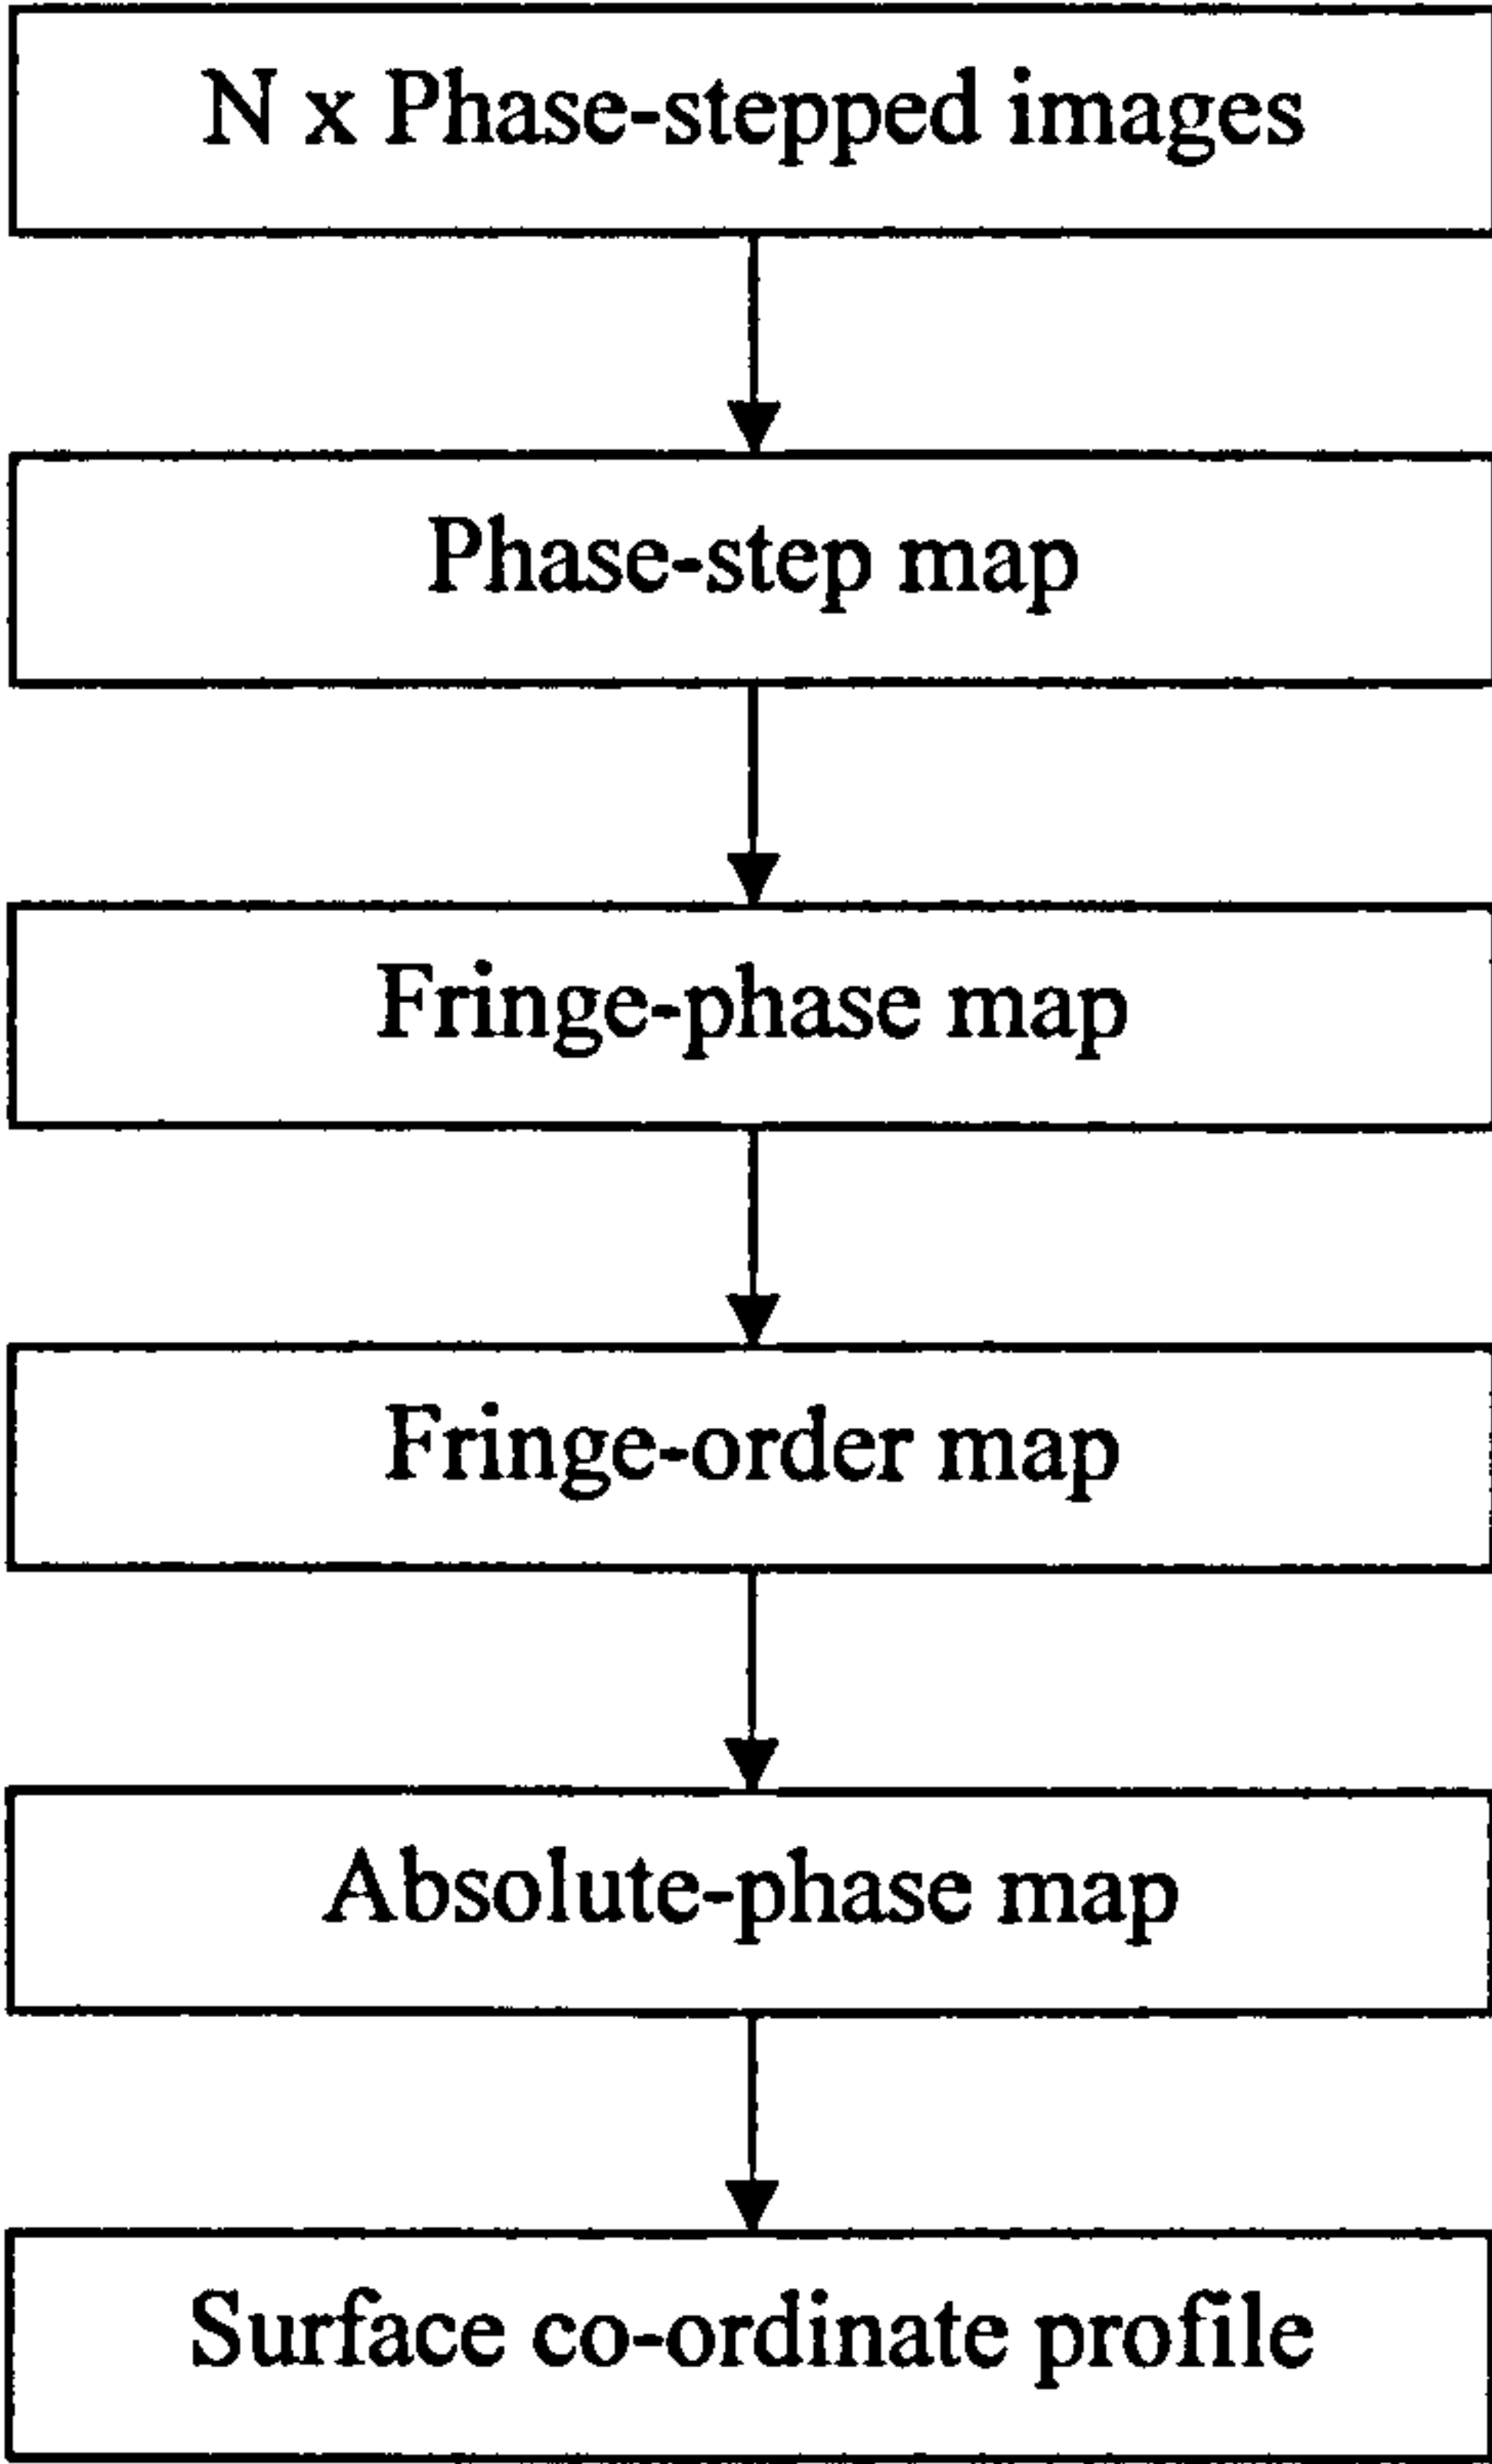 N x Phase-stepped images
Phase-step map
Fringe-phase map
Fringe-order map
Absolute-phase map
Surface co-ordinate profile